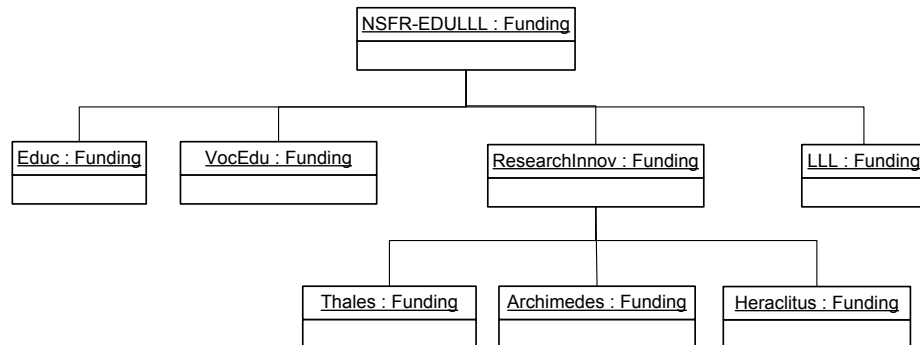 NSFR-EDULLL : Funding
Educ : Funding
VocEdu : Funding
ResearchInnov : Funding
LLL : Funding
Thales : Funding
Archimedes : Funding
Heraclitus : Funding